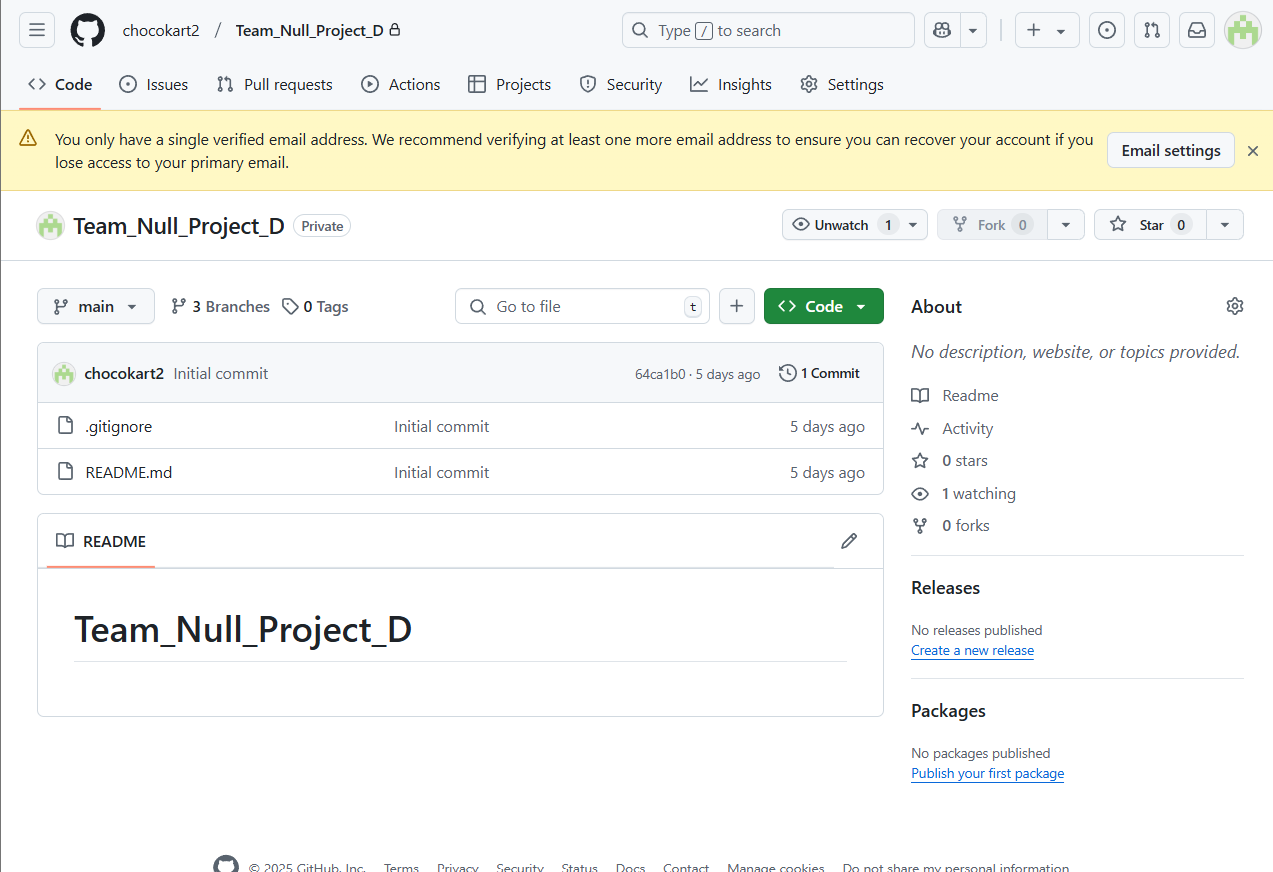 chocokart2 / Team_Null_Project_D
Type / to search
Code Issues Pull requests Actions Projects Security Insights Settings
You only have a single verified email address. We recommend verifying at least one more email address to ensure you can recover your account if you
lose access to your primary email.
Email settings
Team_Null_Project_D Private
Unwatch 1 Fork 0 Star 0
main 3 Branches 0 Tags
Go to file t
Code
chocokart2 Initial commit 64ca1b0 · 5 days ago 1 Commit
.gitignore Initial commit 5 days ago
README.md Initial commit 5 days ago
README
Team_Null_Project_D
About
No description, website, or topics provided.
Readme
Activity
0 stars
1 watching
0 forks
Releases
No releases published
Create a new release
Packages
No packages published
Publish your first package
© 2025 GitHub, Inc. Terms Privacy Security Status Docs Contact Manage cookies Do not share my personal information